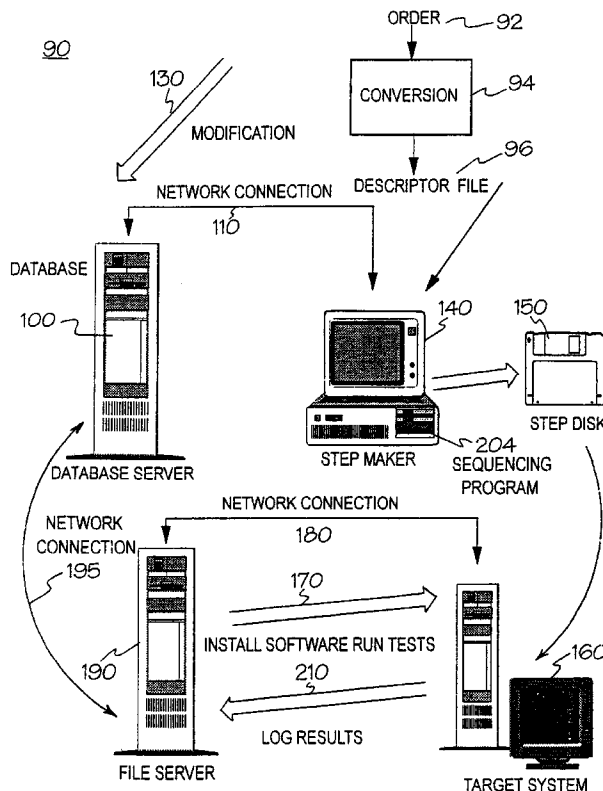 90
ORDER
92
130
CONVERSION
94
MODIFICATION
96
DESCRIPTOR FILE
NETWORK CONNECTION
110
DATABASE
100
140
150
STEP DISK
204
STEP MAKER
SEQUENCING
PROGRAM
DATABASE SERVER
NETWORK CONNECTION
180
NETWORK
CONNECTION
195
170
190
INSTALL SOFTWARE RUN TESTS
160
210
LOG RESULTS
FILE SERVER
TARGET SYSTEM